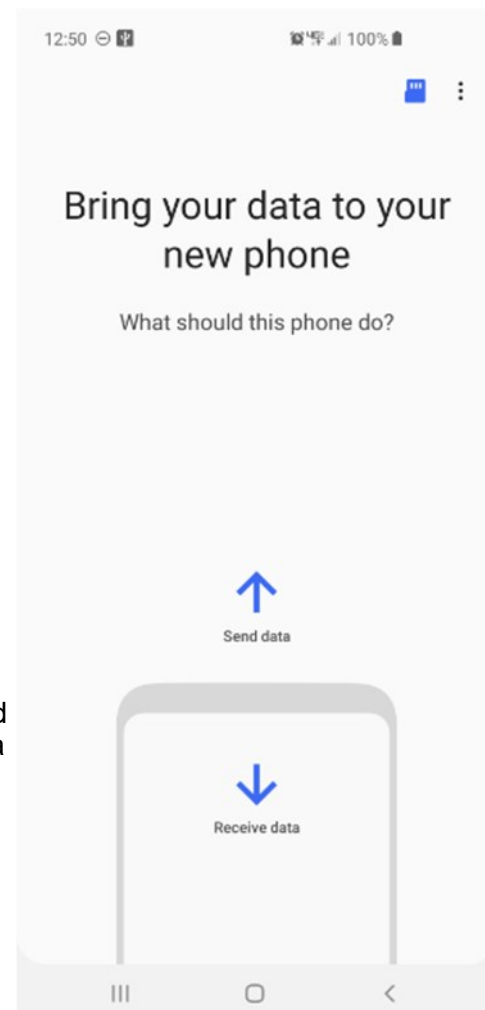 12:50
100%
Bring your data to your
new phone
What should this phone do?
Send data
d
a
Receive data